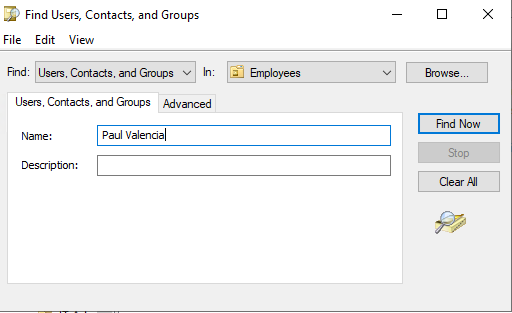 Find Users, Contacts, and Groups
File Edit View
Find: Users, Contacts, and Groups In: Employees Browse...
Users, Contacts, and Groups Advanced
Name: Paul Valencia
Description:
Find Now
Stop
Clear All